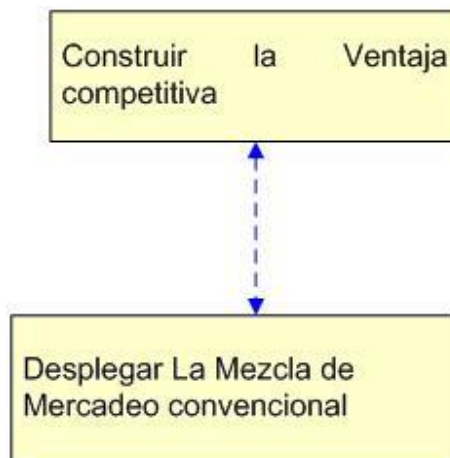 Construir la Ventaja
competitiva
Desplegar La Mezcla de
Mercadeo convencional